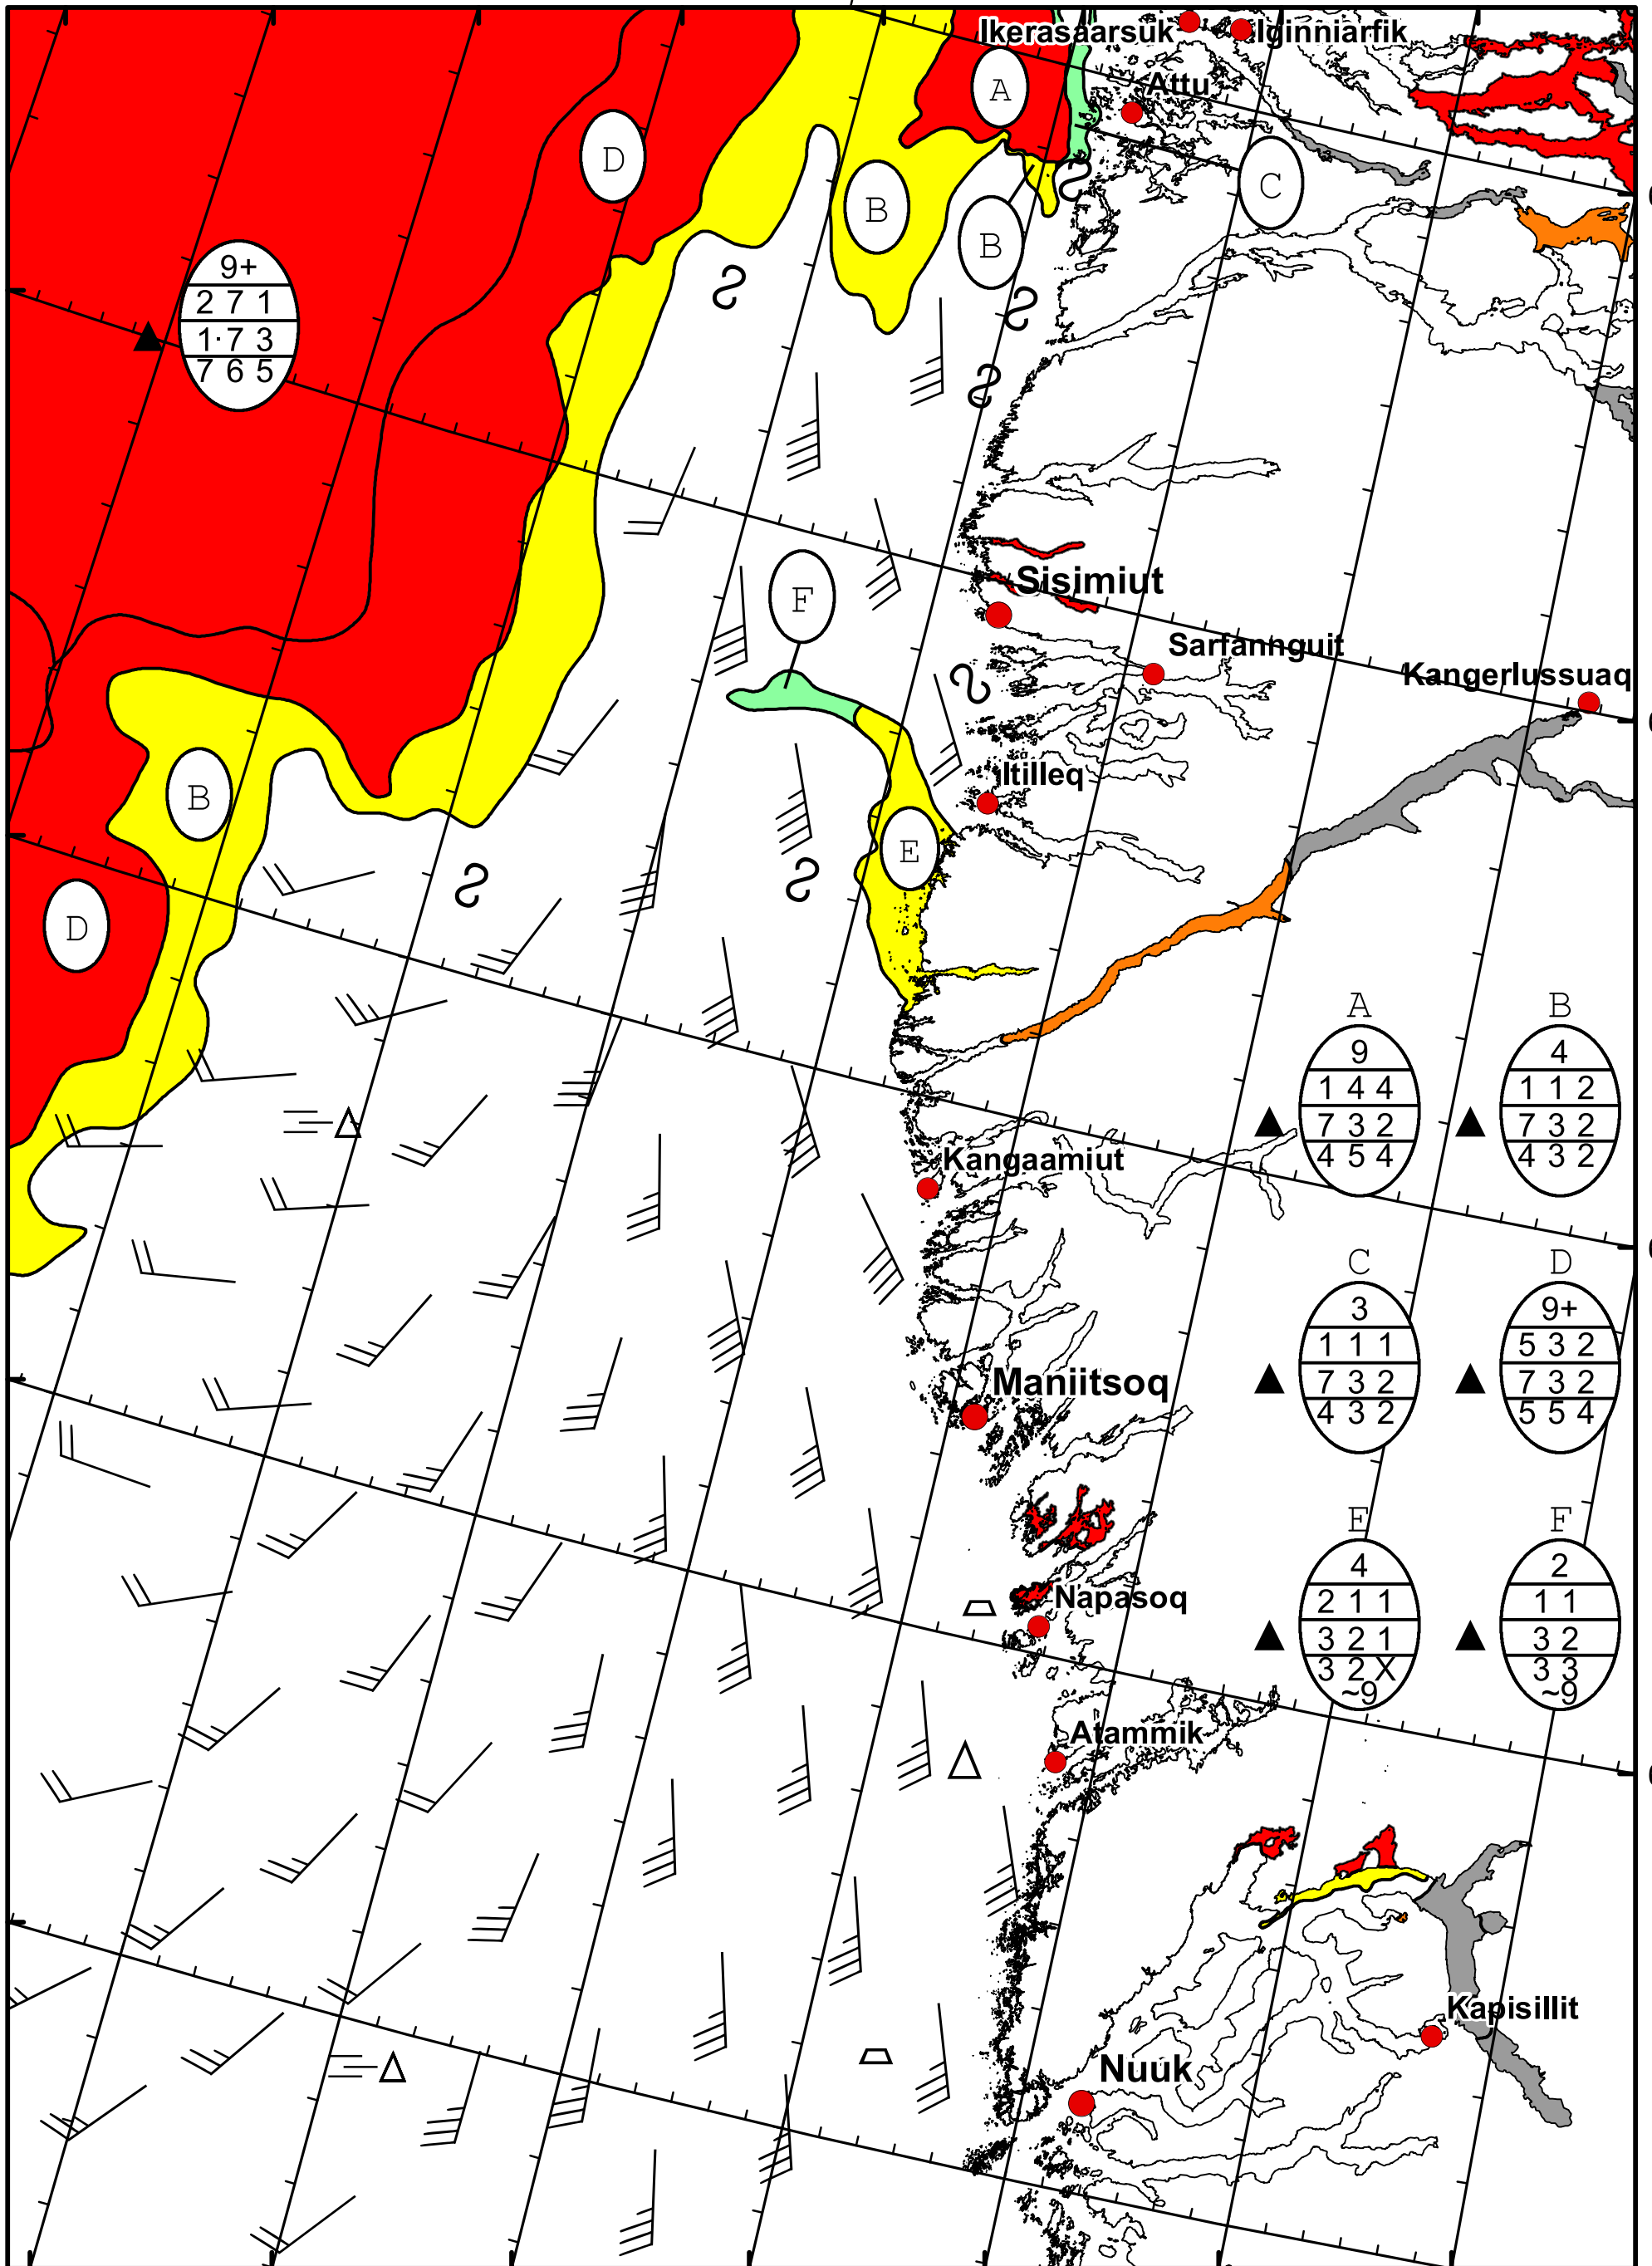 Ikerasaarsuk
Iginniarfik
A
Attu
D
C
B
B
9+
2 7 1
1·7 3
7 6 5
Sisimiut
F
Sarfannguit
Kangerlussuaq
Itilleq
B
E
D
A
9
1 4 4
7 3 2
4 5 4
B
4
1 1 2
7 3 2
4 3 2
Kangaamiut
C
3
1 1 1
7 3 2
4 3 2
D
9+
5 3 2
7 3 2
5 5 4
Maniitsoq
E
4
2 1 1
3 2 1
3 2 X
~9
F
2
1 1
3 2
3 3
~9
Napasoq
Atammik
Kapisillit
Nuuk